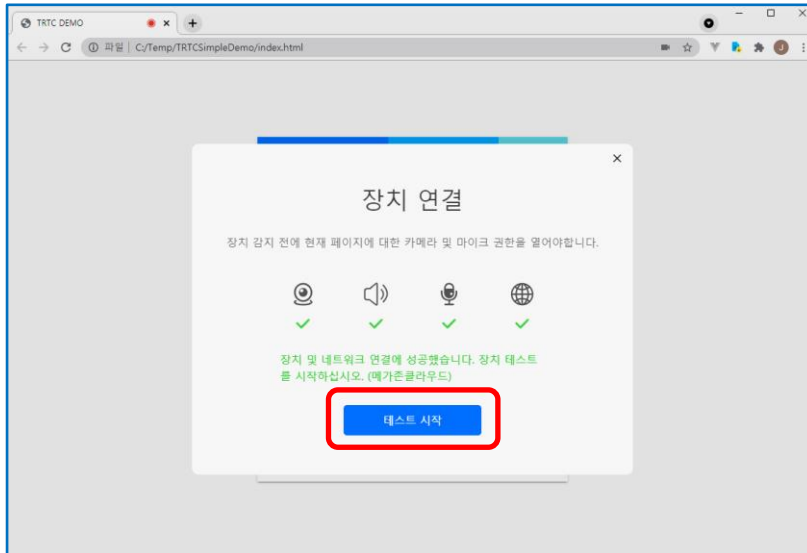 TRTC DEMO
파일 | C:/Temp/TRTCSimpleDemo/index.html
J
장치 연결
장치 감지 전에 현재 페이지에 대한 카메라 및 마이크 권한을 열어야합니다.
장치 및 네트워크 연결에 성공했습니다. 장치 테스트
를 시작하십시오. (메가존클라우드)
테스트 시작